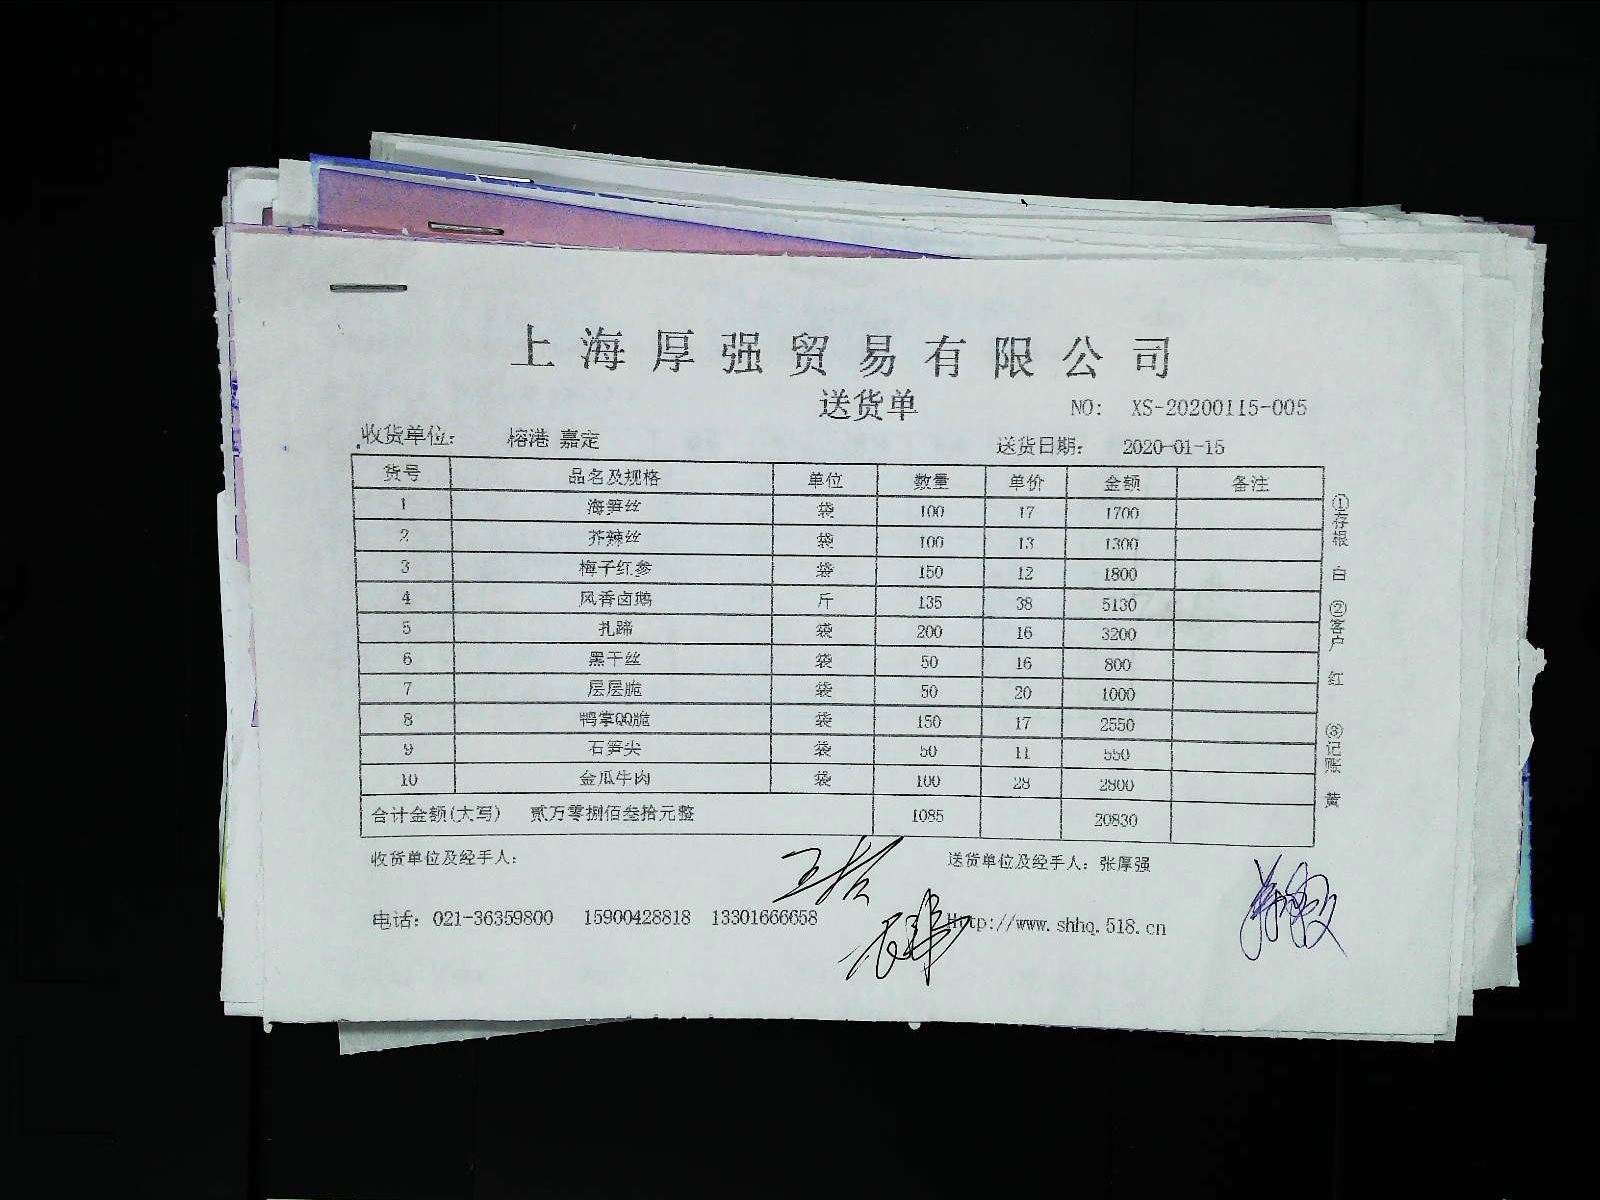 上海厚强贸易有限公司
送货单
NO: XS-20200115-005
收货单位: 榕港 嘉定 送货日期: 2020-01-15
货号 品名及规格 单位 数量 单价 金额 备注
1 海笋丝 袋 100 17 1700
2 芥辣丝 袋 100 13 1300
3 梅子红参 袋 150 12 1800
4 风香卤鹅 斤 135 38 5130
5 扎蹄 袋 200 16 3200
6 黑干丝 袋 50 16 800
7 层层脆 袋 50 20 1000
8 鸭掌QQ脆 袋 150 17 2550
9 石笋尖 袋 50 11 550
10 金瓜牛肉 袋 100 28 2800
合计金额(大写) 贰万零捌佰叁拾元整 1085 20830
①存根 白 ②客户 红 ③记账 黄
收货单位及经手人: 送货单位及经手人: 张厚强
电话: 021-36359800 15900428818 13301666658 http://www.shhq.518.cn